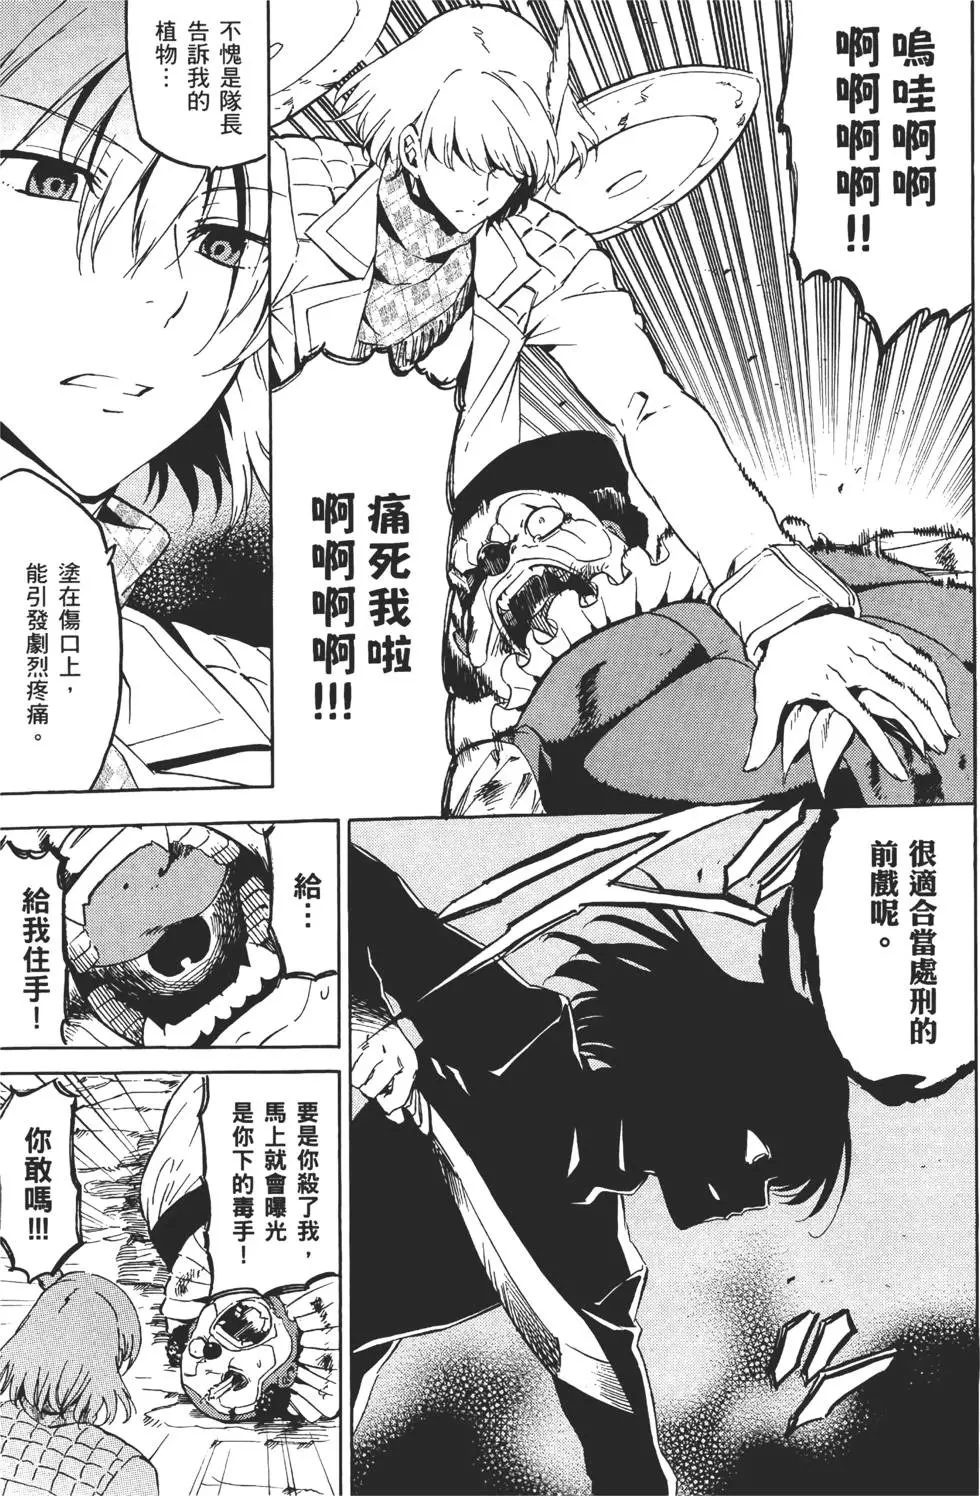 嗚哇啊啊
啊啊啊啊!!
痛死我啦
啊啊啊啊!!!
不愧是隊長
告訴我的
植物…
塗在傷口上，
能引發劇烈疼痛。
很適合當處刑的
前戲呢。
給…
給我住手！
要是你殺了我，
馬上就會曝光
是你下的毒手！
你敢嗎!!!